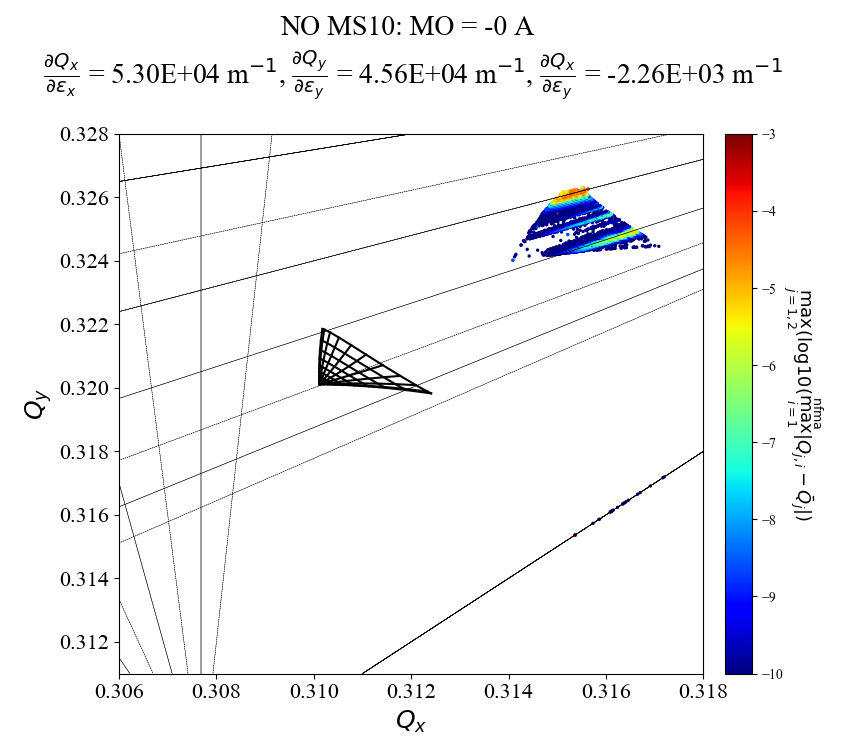 NO MS10: MO = -0 A
∂Qx/∂εx = 5.30E+04 m⁻¹, ∂Qy/∂εy = 4.56E+04 m⁻¹, ∂Qx/∂εy = -2.26E+03 m⁻¹
0.328
0.326
0.324
0.322
0.320
0.318
0.316
0.314
0.312
Qy
0.306 0.308 0.310 0.312 0.314 0.316 0.318
Qx
−3
−4
−5
−6
−7
−8
−9
−10
max j=1,2 (log10(max i=1 nfma |Qj,i − Q̄j|)